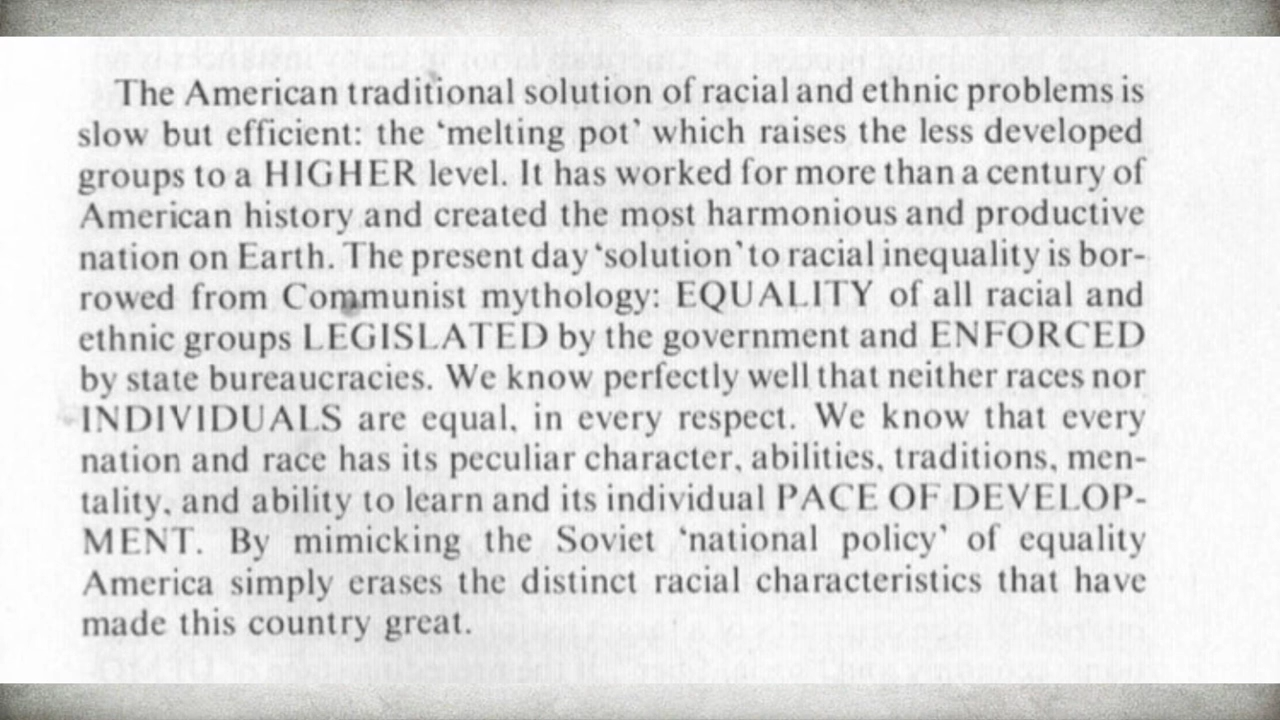 The American traditional solution of racial and ethnic problems is
slow but efficient: the ‘melting pot’ which raises the less developed
groups to a HIGHER level. It has worked for more than a century of
American history and created the most harmonious and productive
nation on Earth. The present day ‘solution’ to racial inequality is bor-
rowed from Communist mythology: EQUALITY of all racial and
ethnic groups LEGISLATED by the government and ENFORCED
by state bureaucracies. We know perfectly well that neither races nor
INDIVIDUALS are equal, in every respect. We know that every
nation and race has its peculiar character, abilities, traditions, men-
tality, and ability to learn and its individual PACE OF DEVELOP-
MENT. By mimicking the Soviet ‘national policy’ of equality
America simply erases the distinct racial characteristics that have
made this country great.